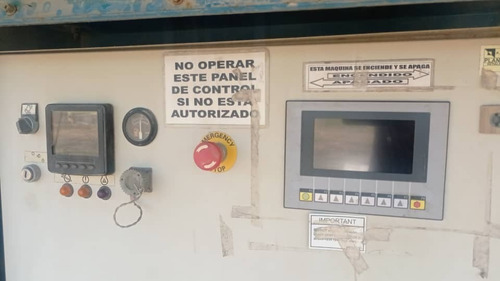 NO OPERAR
ESTE PANEL
DE CONTROL
SI NO ESTA
AUTORIZADO
ESTA MAQUINA SE ENCIENDE Y SE APAGA
ENCENDIDO
APAGADO
EMERGENCY
STOP
IMPORTANT